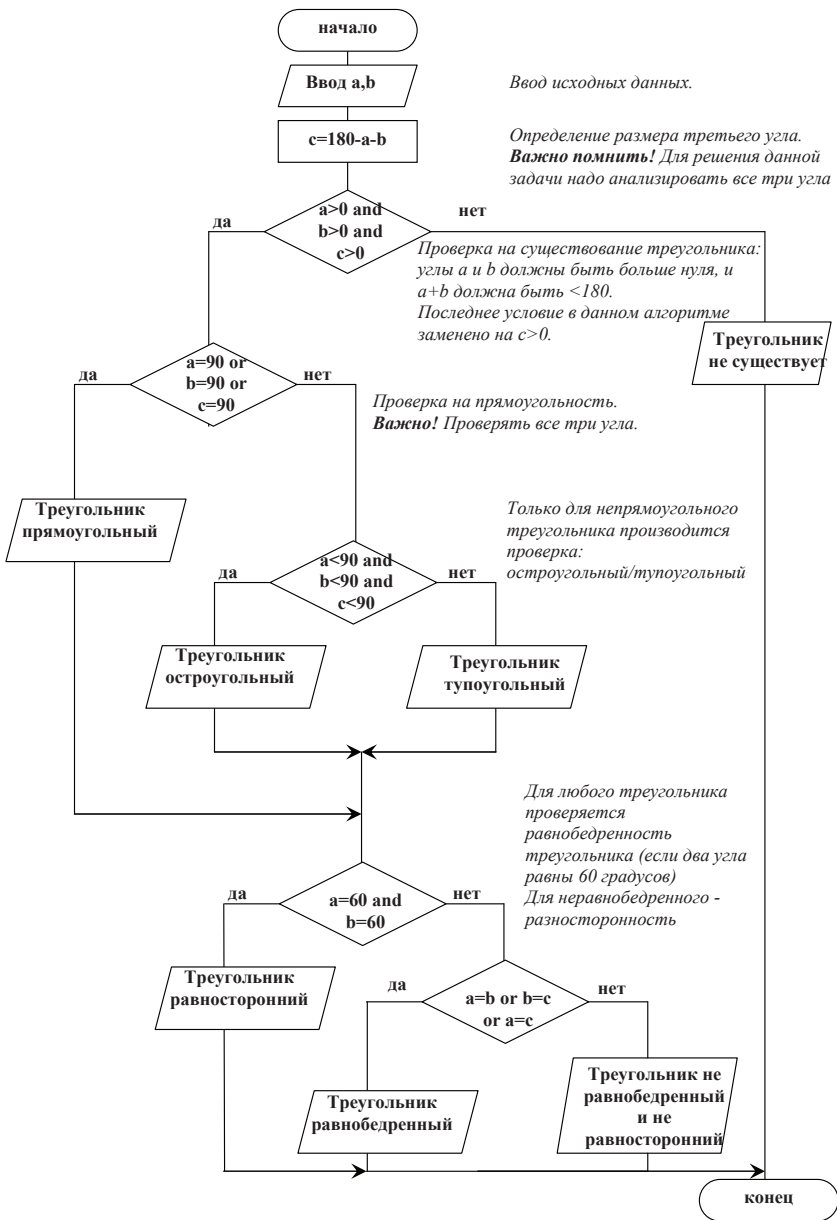 начало
Ввод a,b
Ввод исходных данных.
c=180-a-b
Определение размера третьего угла.
Важно помнить! Для решения данной
задачи надо анализировать все три угла
a>0 and
b>0 and
c>0
да
нет
Проверка на существование треугольника:
углы a и b должны быть больше нуля, и
a+b должна быть <180.
Последнее условие в данном алгоритме
заменено на c>0.
Треугольник
не существует
a=90 or
b=90 or
c=90
да
нет
Проверка на прямоугольность.
Важно! Проверять все три угла.
Треугольник
прямоугольный
Только для непрямоугольного
треугольника производится
проверка:
остроугольный/тупоугольный
a<90 and
b<90 and
c<90
да
нет
Треугольник
остроугольный
Треугольник
тупоугольный
Для любого треугольника
проверяется
равнобедренность
треугольника (если два угла
равны 60 градусов)
Для неравнобедренного -
разносторонность
a=60 and
b=60
да
нет
Треугольник
равносторонний
a=b or b=c
or a=c
да
нет
Треугольник
равнобедренный
Треугольник не
равнобедренный
и не
равносторонний
конец